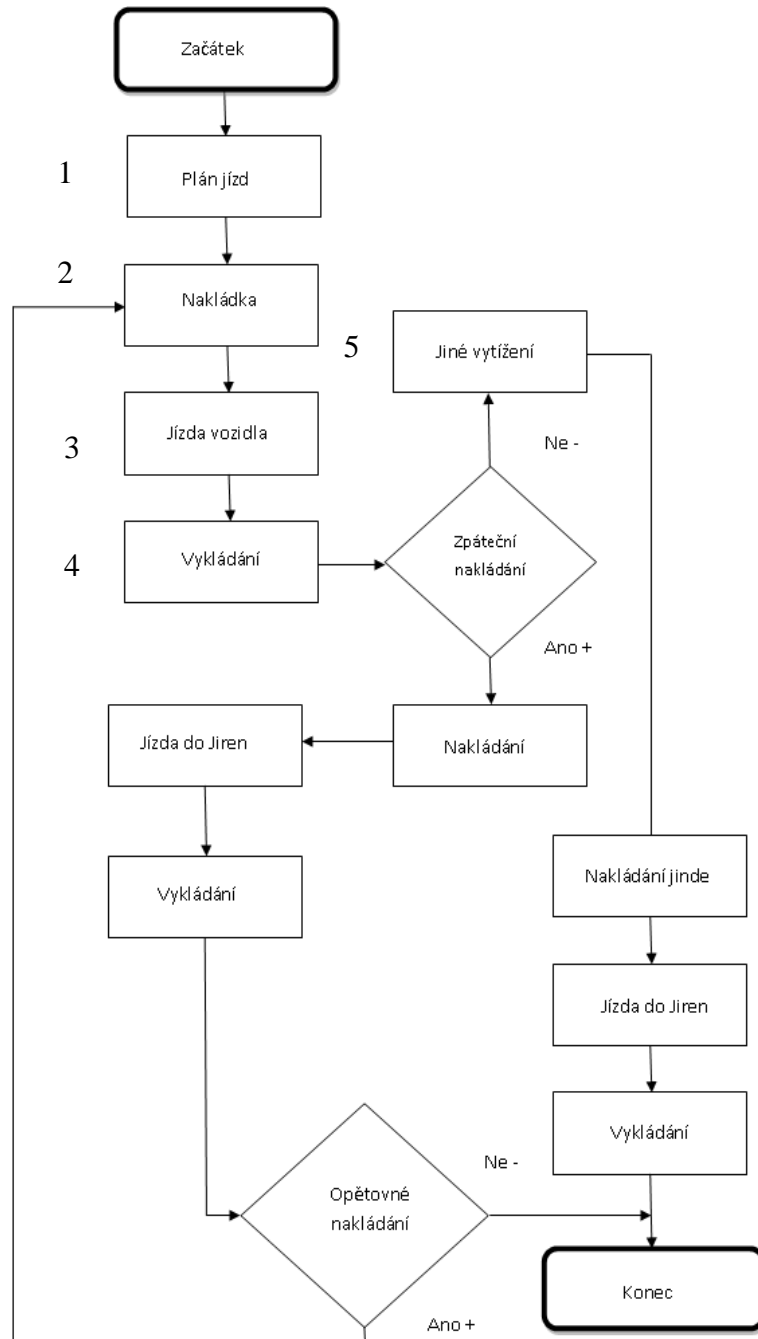 Začátek
1
Plán jízd
2
Nakládka
5
Jiné vytížení
3
Jízda vozidla
Ne -
4
Vykládání
Zpáteční
nakládání
Ano +
Jízda do Jiren
Nakládání
Vykládání
Nakládání jinde
Jízda do Jiren
Vykládání
Ne -
Opětovné
nakládání
Konec
Ano +